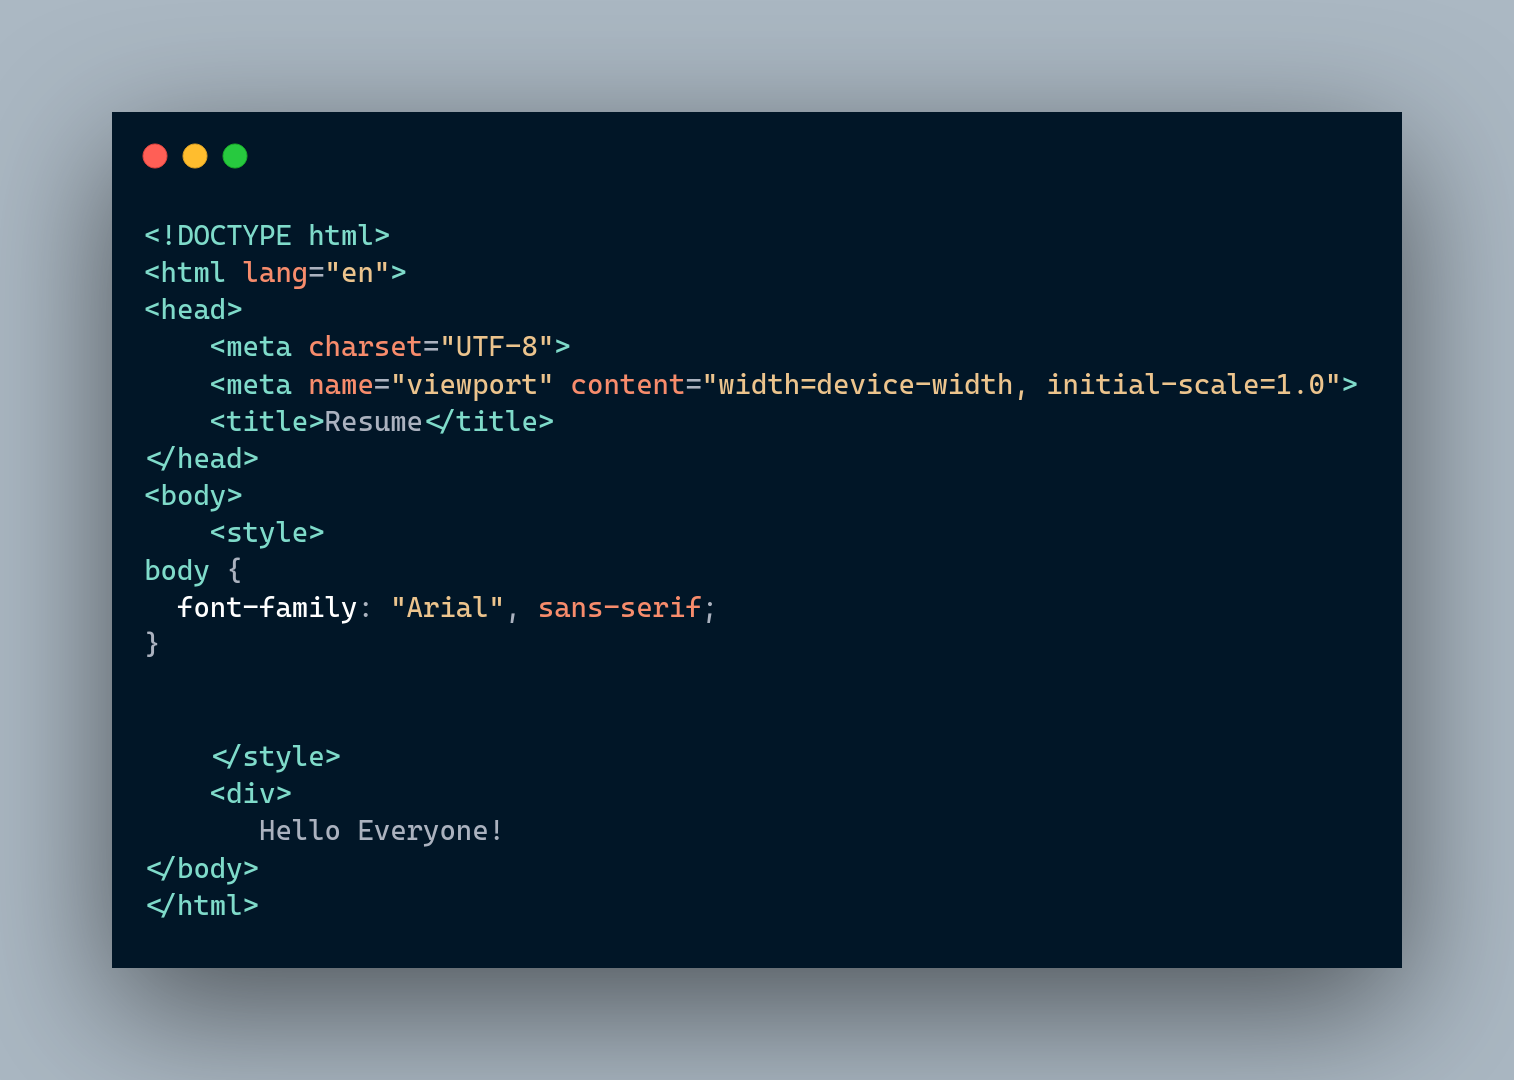 <!DOCTYPE html>
<html lang="en">
<head>
    <meta charset="UTF-8">
    <meta name="viewport" content="width=device-width, initial-scale=1.0">
    <title>Resume</title>
</head>
<body>
    <style>
body {
  font-family: "Arial", sans-serif;
}
    </style>
    <div>
       Hello Everyone!
</body>
</html>